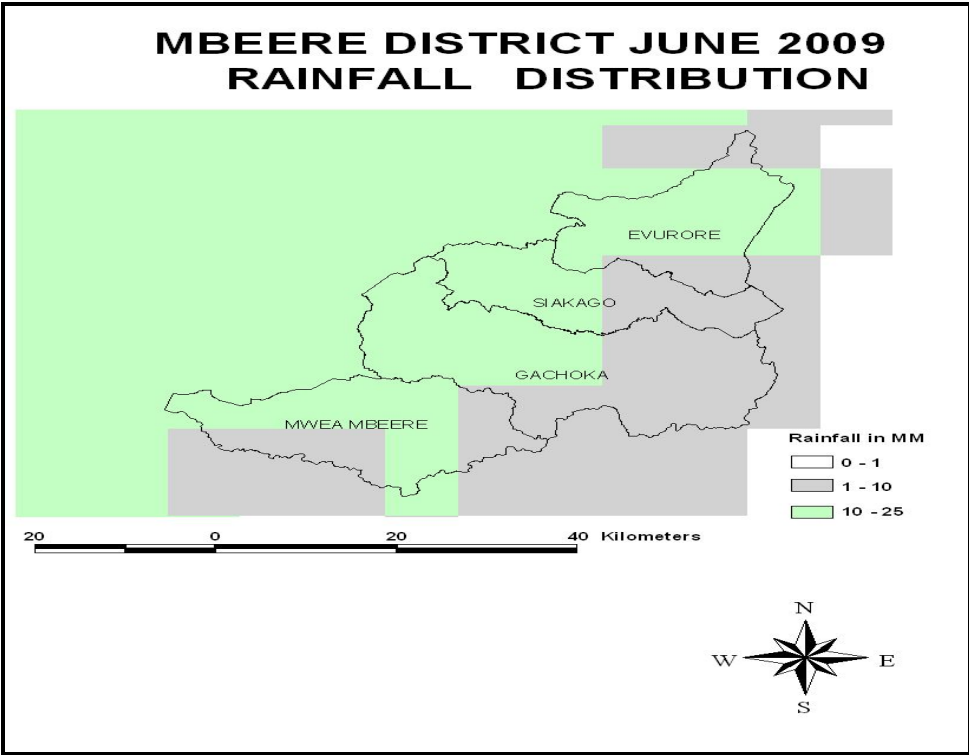 MBEERE DISTRICT JUNE 2009
RAINFALL DISTRIBUTION
EVURORE
SIAKAGO
GACHOKA
MWEA MBEERE
Rainfall in MM
0 - 1
1 - 10
10 - 25
20 0 20 40 Kilometers
N
W E
S